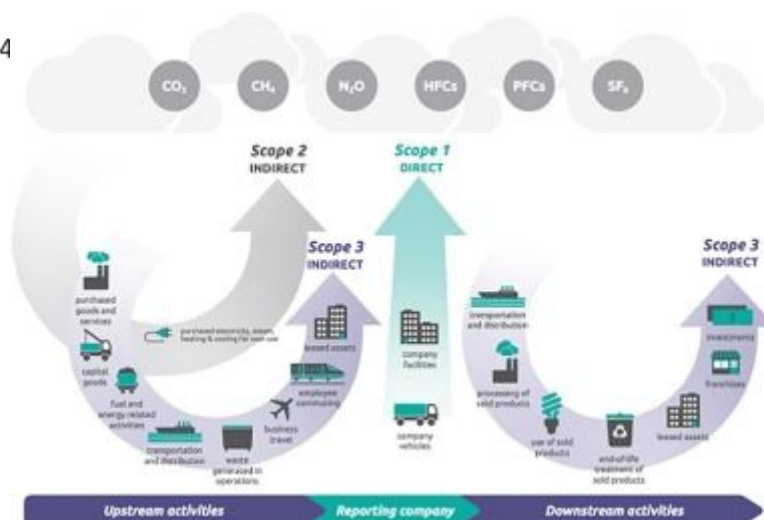 4
CO₂ CH₄ N₂O HFCs PFCs SF₆
Scope 2
INDIRECT
Scope 1
DIRECT
Scope 3
INDIRECT
Scope 3
INDIRECT
purchased
goods and
services
capital
goods
fuel and
energy related
activities
transportation
and distribution
waste
generated in
operations
business
travel
employee
commuting
leased assets
purchased electricity, steam,
heating & cooling for own use
company
facilities
company
vehicles
transportation
and distribution
processing of
sold products
use of sold
products
end-of-life
treatment of
sold products
leased assets
franchises
investments
Upstream activities
Reporting company
Downstream activities